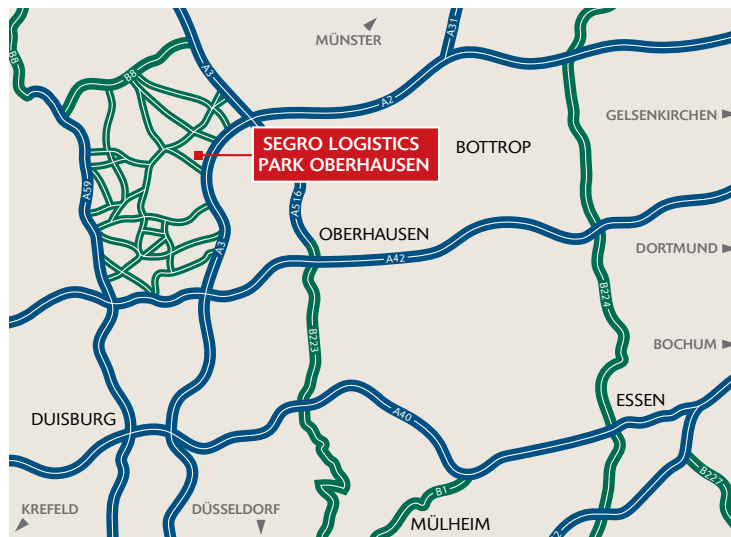 MÜNSTER
A31
B8
B8
A3
A2
GELSENKIRCHEN
SEGRO LOGISTICS
PARK OBERHAUSEN
BOTTROP
A59
A516
OBERHAUSEN
A3
A42
DORTMUND
B224
B223
BOCHUM
ESSEN
DUISBURG
A40
B227
B1
KREFELD
DÜSSELDORF
MÜLHEIM